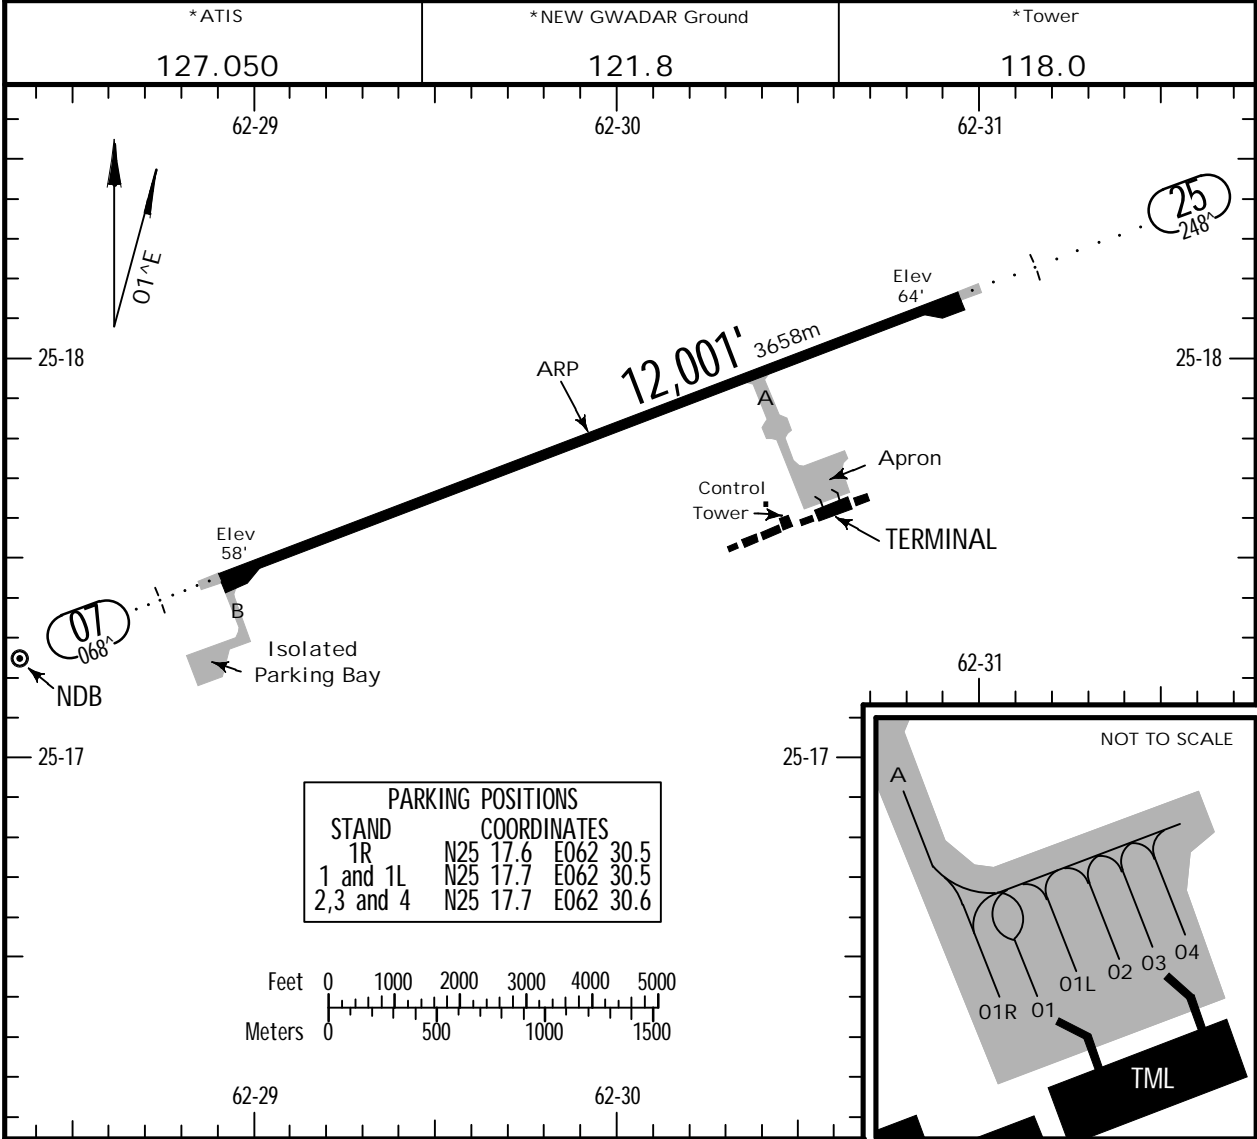 *ATIS
127.050
*NEW GWADAR Ground
121.8
*Tower
118.0
62-29
62-30
62-31
01^E
25
248^
Elev
64'
25-18
25-18
12,001'
3658m
ARP
A
Apron
Control
Tower
TERMINAL
Elev
58'
07
068^
B
Isolated
Parking Bay
NDB
62-31
25-17
25-17
PARKING POSITIONS
STAND COORDINATES
1R N25 17.6 E062 30.5
1 and 1L N25 17.7 E062 30.5
2,3 and 4 N25 17.7 E062 30.6
Feet 0 1000 2000 3000 4000 5000
Meters 0 500 1000 1500
62-29
62-30
NOT TO SCALE
A
01R
01
01L
02
03
04
TML